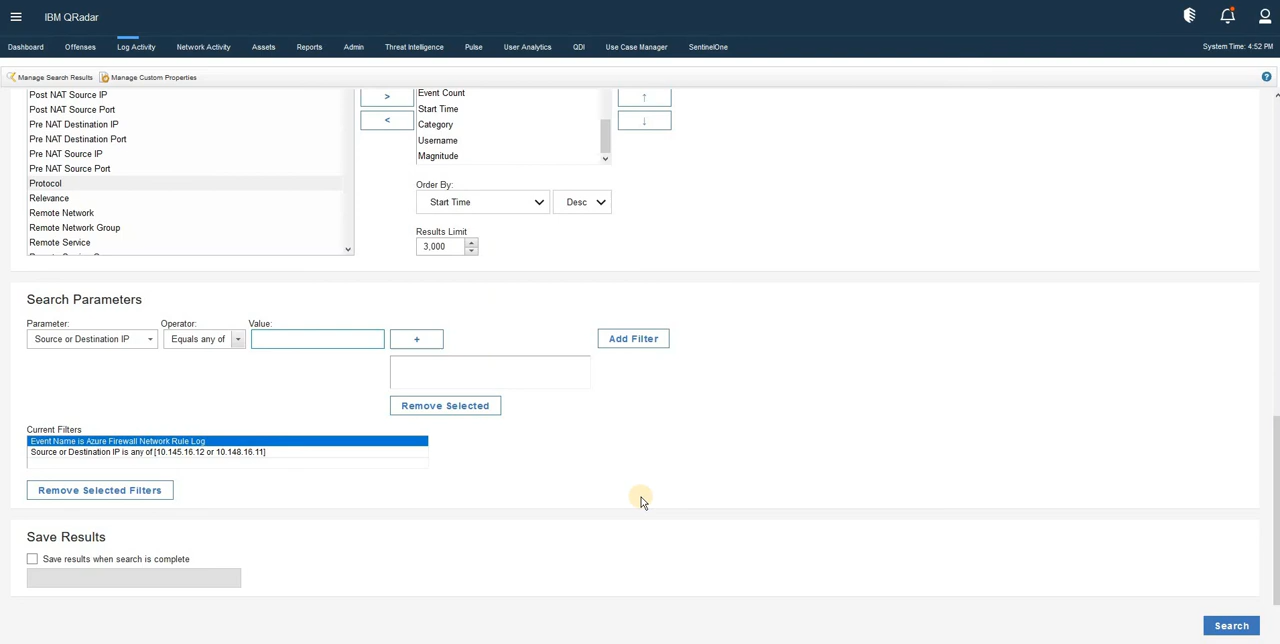 IBM QRadar
Dashboard Offenses Log Activity Network Activity Assets Reports Admin Threat Intelligence Pulse User Analytics QDI Use Case Manager SentinelOne System Time: 4:52 PM
Manage Search Results Manage Custom Properties ?
Post NAT Source IP
Post NAT Source Port
Pre NAT Destination IP
Pre NAT Destination Port
Pre NAT Source IP
Pre NAT Source Port
Protocol
Relevance
Remote Network
Remote Network Group
Remote Service
>
<
Event Count
Start Time
Category
Username
Magnitude
↑
↓
Order By:
Start Time Desc
Results Limit
3,000
Search Parameters
Parameter: Operator: Value:
Source or Destination IP Equals any of + Add Filter
Remove Selected
Current Filters
Event Name is Azure Firewall Network Rule Log
Source or Destination IP is any of [10.145.16.12 or 10.148.16.11]
Remove Selected Filters
Save Results
Save results when search is complete
Search